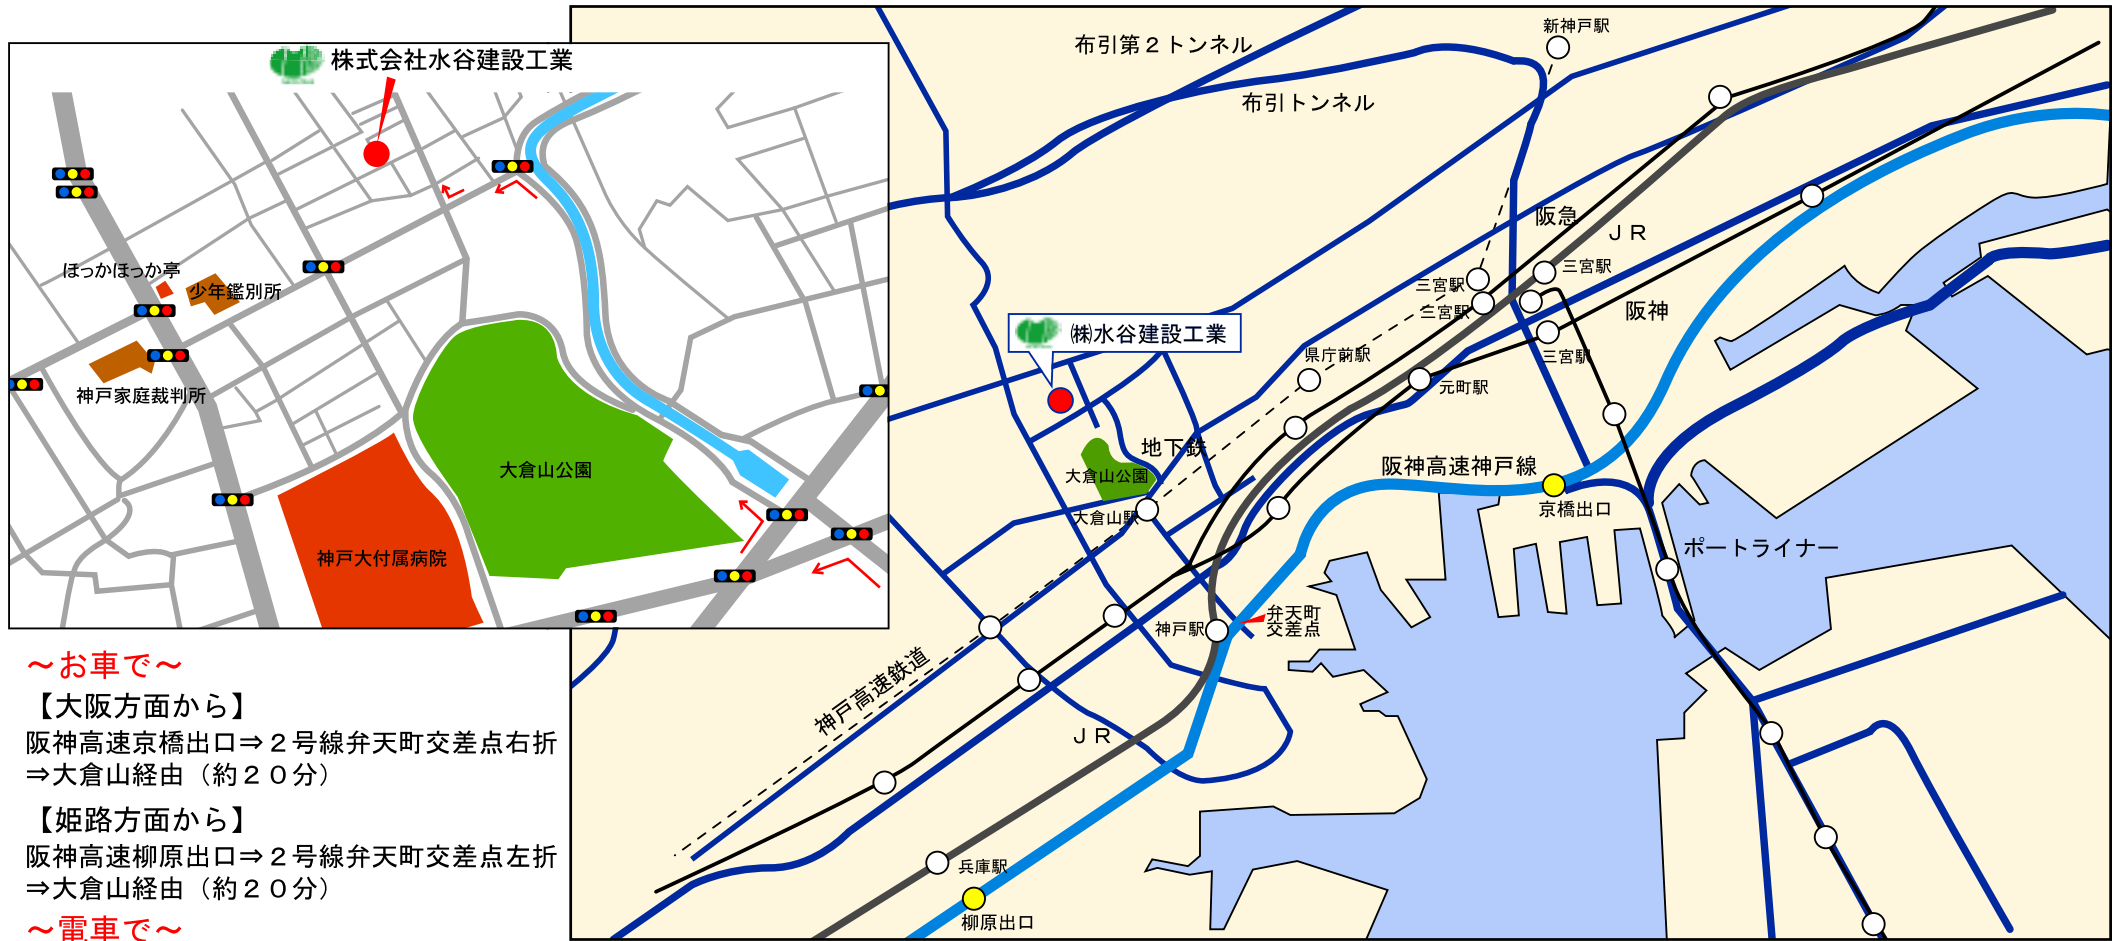 株式会社水谷建設工業
ほっかほっか亭
少年鑑別所
神戸家庭裁判所
大倉山公園
神戸大付属病院
～お車で～
【大阪方面から】
阪神高速京橋出口⇒２号線弁天町交差点右折
⇒大倉山経由（約２０分）
【姫路方面から】
阪神高速柳原出口⇒２号線弁天町交差点左折
⇒大倉山経由（約２０分）
～電車で～
新神戸駅
布引第２トンネル
布引トンネル
阪急
ＪＲ
三宮駅
三宮駅
三宮駅
阪神
三宮駅
㈱水谷建設工業
県庁前駅
元町駅
地下鉄
大倉山公園
阪神高速神戸線
京橋出口
大倉山駅
ポートライナー
弁天町
交差点
神戸駅
神戸高速鉄道
ＪＲ
兵庫駅
柳原出口